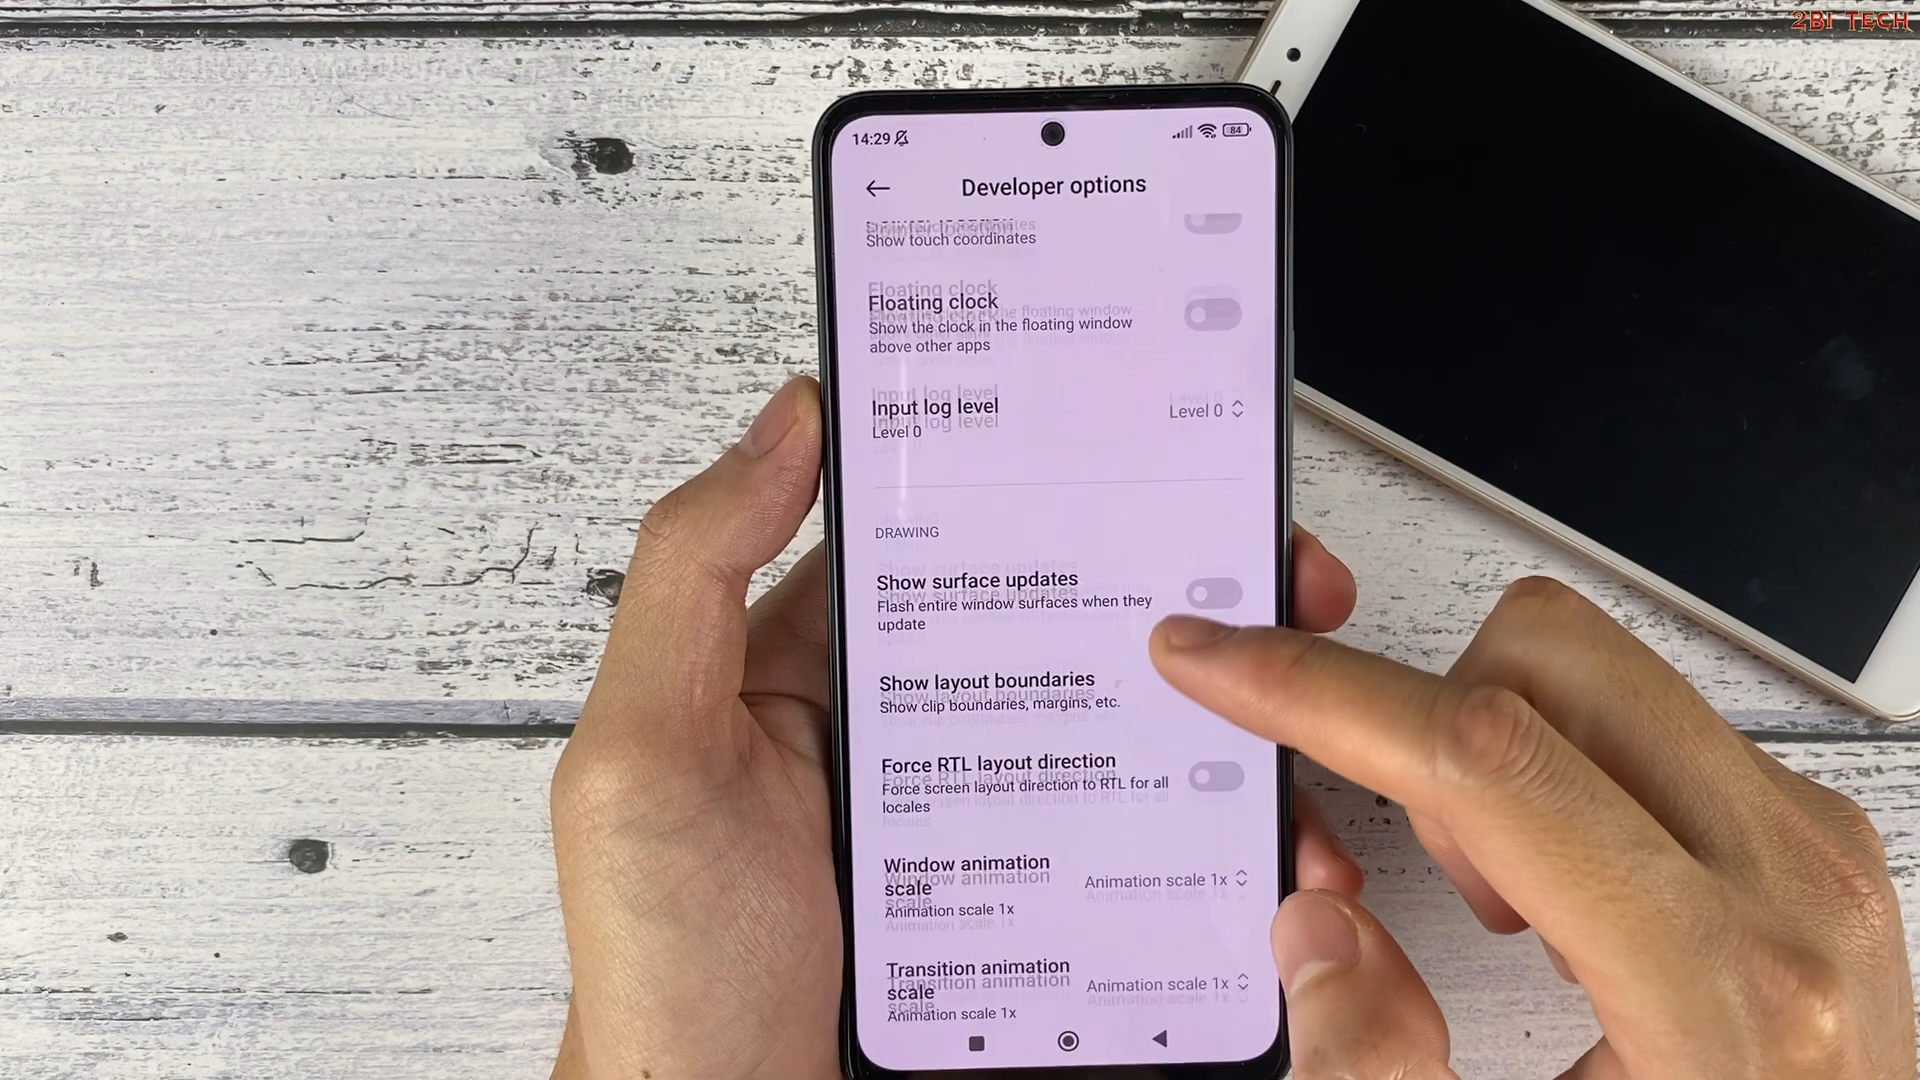 2BI TECH
14:29
84
Developer options
Show touch coordinates
Floating clock
Show the clock in the floating window
above other apps
Input log level
Level 0
Level 0
DRAWING
Show surface updates
Flash entire window surfaces when they
update
Show layout boundaries
Show clip boundaries, margins, etc.
Force RTL layout direction
Force screen layout direction to RTL for all
locales
Window animation
scale
Animation scale 1x
Animation scale 1x
Transition animation
scale
Animation scale 1x
Animation scale 1x